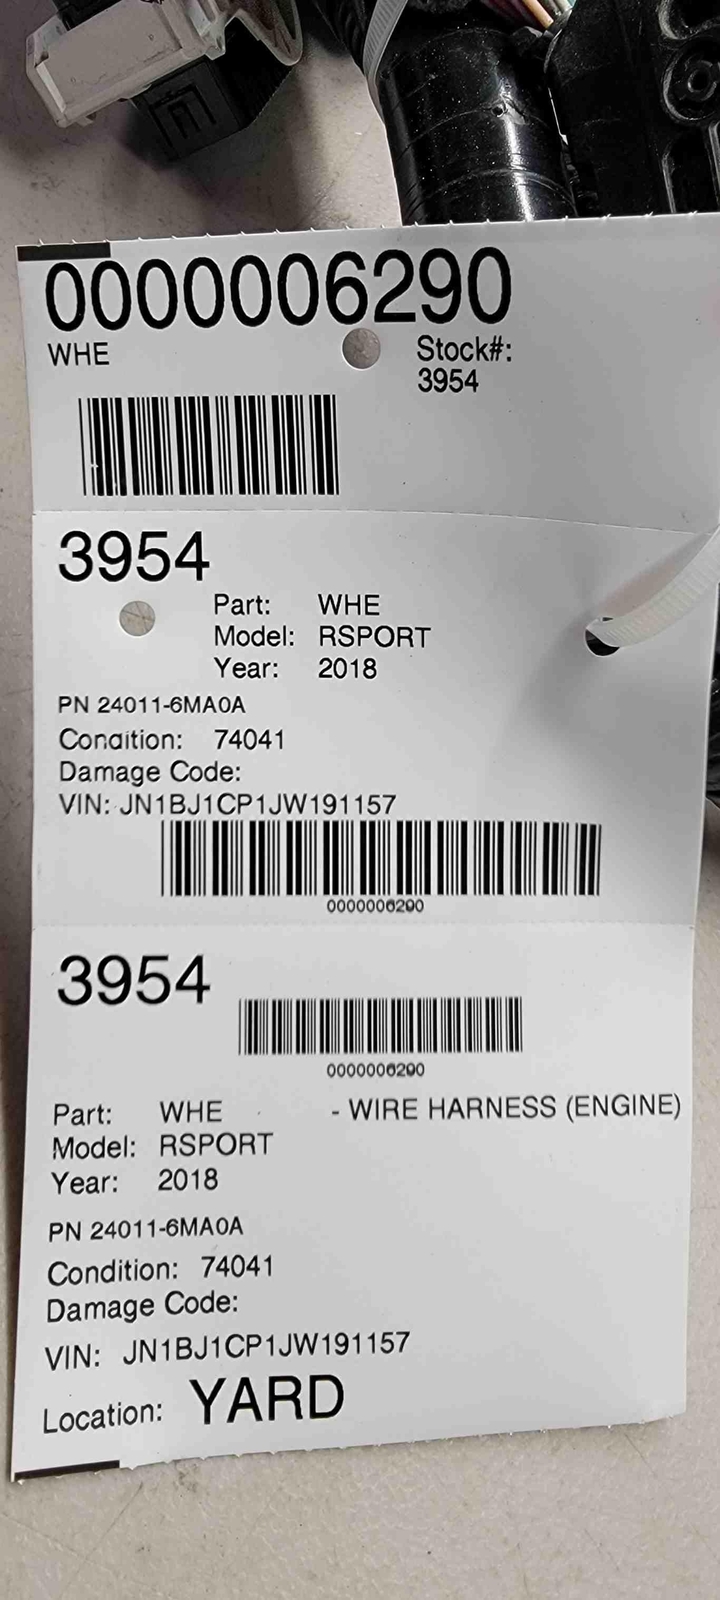 0000006290
WHE
Stock#:
3954
3954
Part: WHE
Model: RSPORT
Year: 2018
PN 24011-6MA0A
Condition: 74041
Damage Code:
VIN: JN1BJ1CP1JW191157
0000006290
3954
0000006290
Part: WHE - WIRE HARNESS (ENGINE)
Model: RSPORT
Year: 2018
PN 24011-6MA0A
Condition: 74041
Damage Code:
VIN: JN1BJ1CP1JW191157
Location: YARD